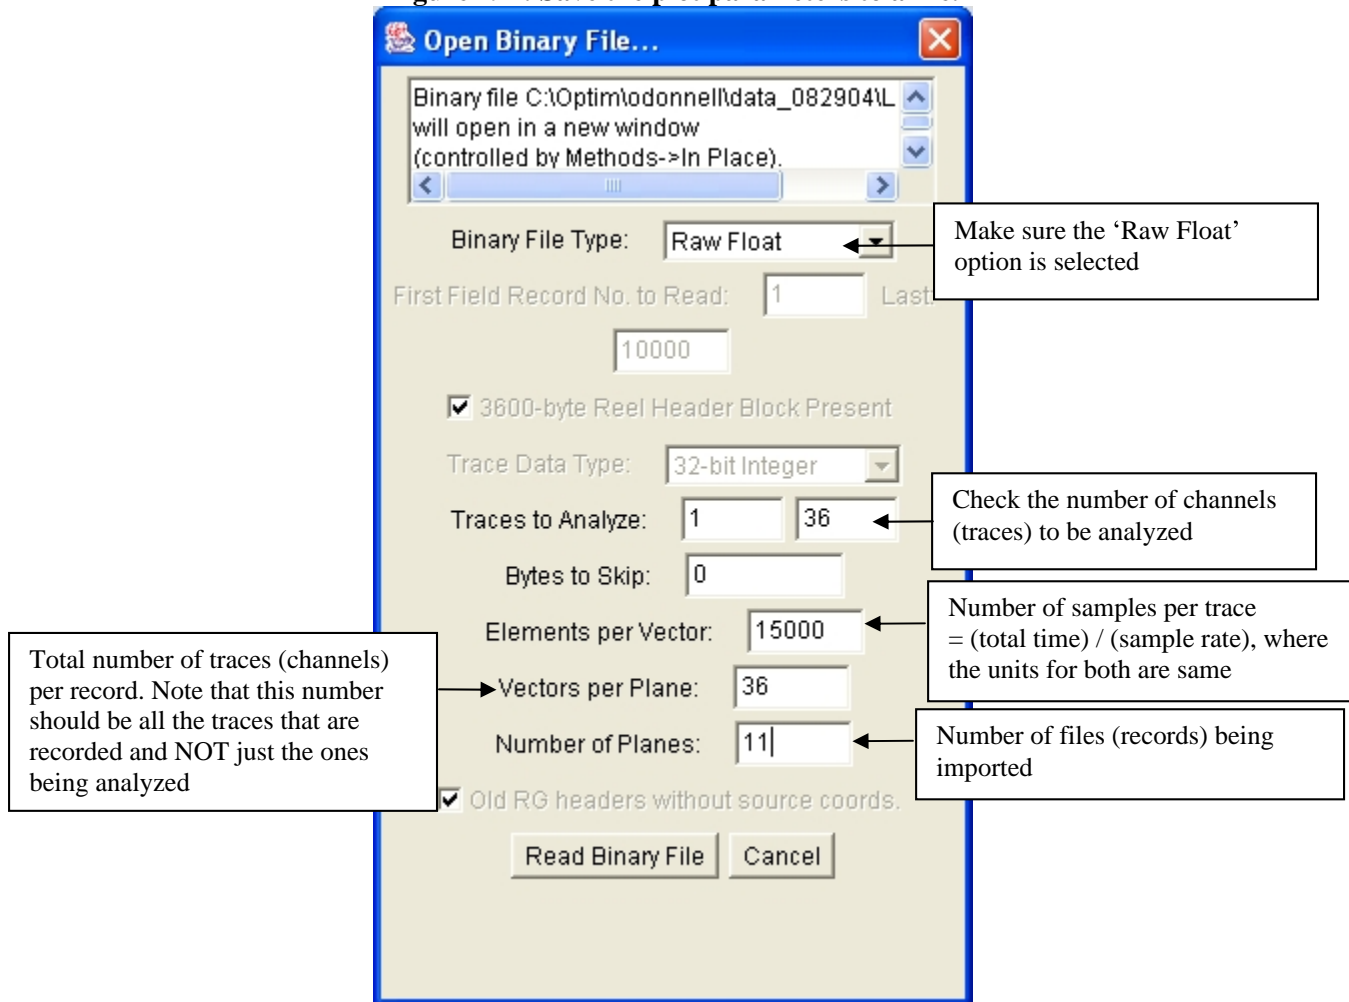 Open Binary File...
Binary file C:\Optim\odonnell\data_082904\L
will open in a new window
(controlled by Methods->In Place).
Binary File Type: Raw Float
Make sure the ‘Raw Float’
option is selected
First Field Record No. to Read: 1 Last:
10000
3600-byte Reel Header Block Present
Trace Data Type: 32-bit Integer
Traces to Analyze: 1 36
Check the number of channels
(traces) to be analyzed
Bytes to Skip: 0
Elements per Vector: 15000
Number of samples per trace
= (total time) / (sample rate), where
the units for both are same
Total number of traces (channels)
per record. Note that this number
should be all the traces that are
recorded and NOT just the ones
being analyzed
Vectors per Plane: 36
Number of Planes: 11
Number of files (records) being
imported
Old RG headers without source coords.
Read Binary File Cancel